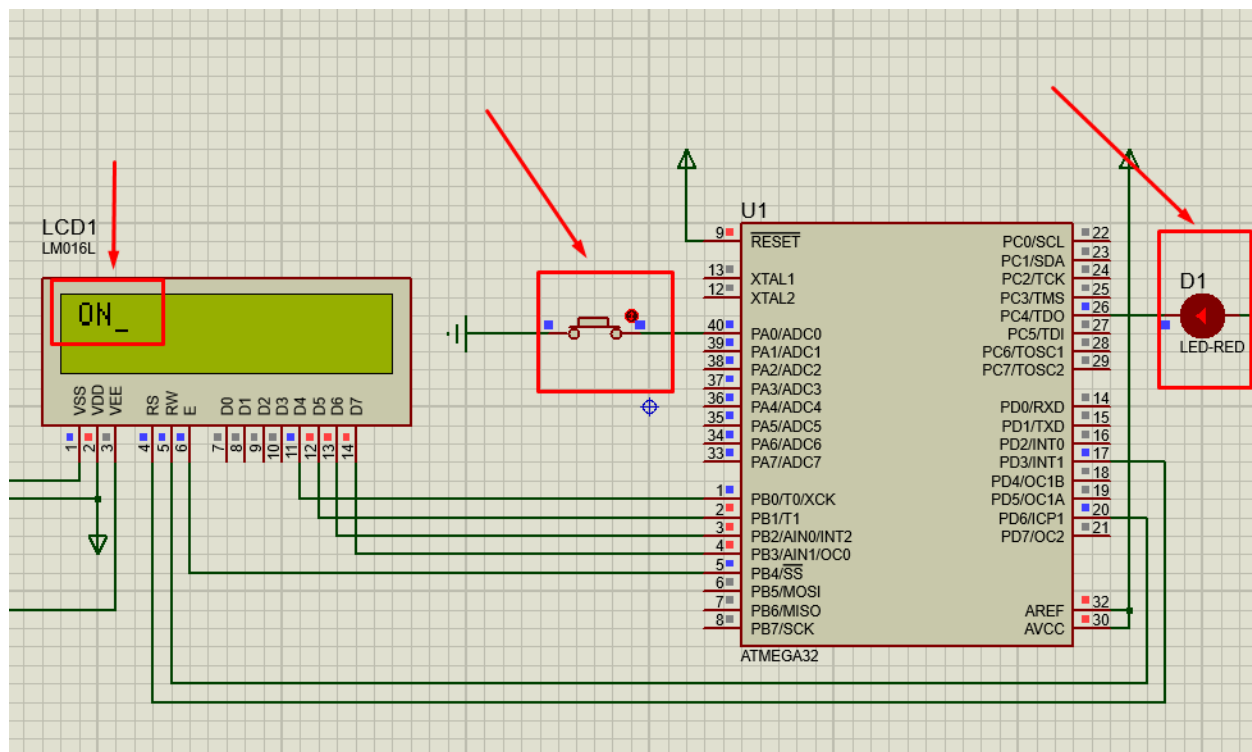 LCD1
LM016L
ON_
VSS
VDD
VEE
RS
RW
E
D0
D1
D2
D3
D4
D5
D6
D7
1
2
3
4
5
6
7
8
9
10
11
12
13
14
U1
9 RESET
13 XTAL1
12 XTAL2
40 PA0/ADC0
39 PA1/ADC1
38 PA2/ADC2
37 PA3/ADC3
36 PA4/ADC4
35 PA5/ADC5
34 PA6/ADC6
33 PA7/ADC7
1 PB0/T0/XCK
2 PB1/T1
3 PB2/AIN0/INT2
4 PB3/AIN1/OC0
5 PB4/SS
6 PB5/MOSI
7 PB6/MISO
8 PB7/SCK
PC0/SCL 22
PC1/SDA 23
PC2/TCK 24
PC3/TMS 25
PC4/TDO 26
PC5/TDI 27
PC6/TOSC1 28
PC7/TOSC2 29
PD0/RXD 14
PD1/TXD 15
PD2/INT0 16
PD3/INT1 17
PD4/OC1B 18
PD5/OC1A 19
PD6/ICP1 20
PD7/OC2 21
AREF 32
AVCC 30
ATMEGA32
D1
LED-RED